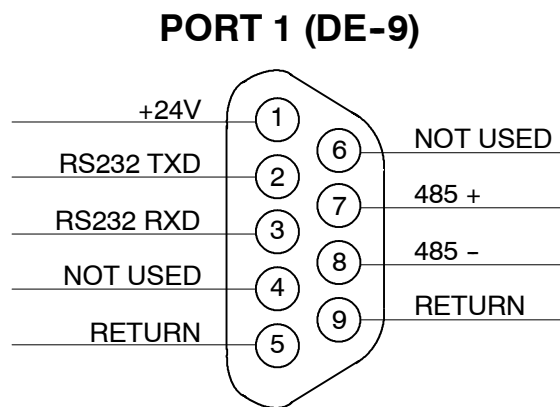 PORT 1 (DE-9)
+24V
1
6
NOT USED
RS232 TXD
2
7
485 +
RS232 RXD
3
8
485 -
NOT USED
4
9
RETURN
RETURN
5